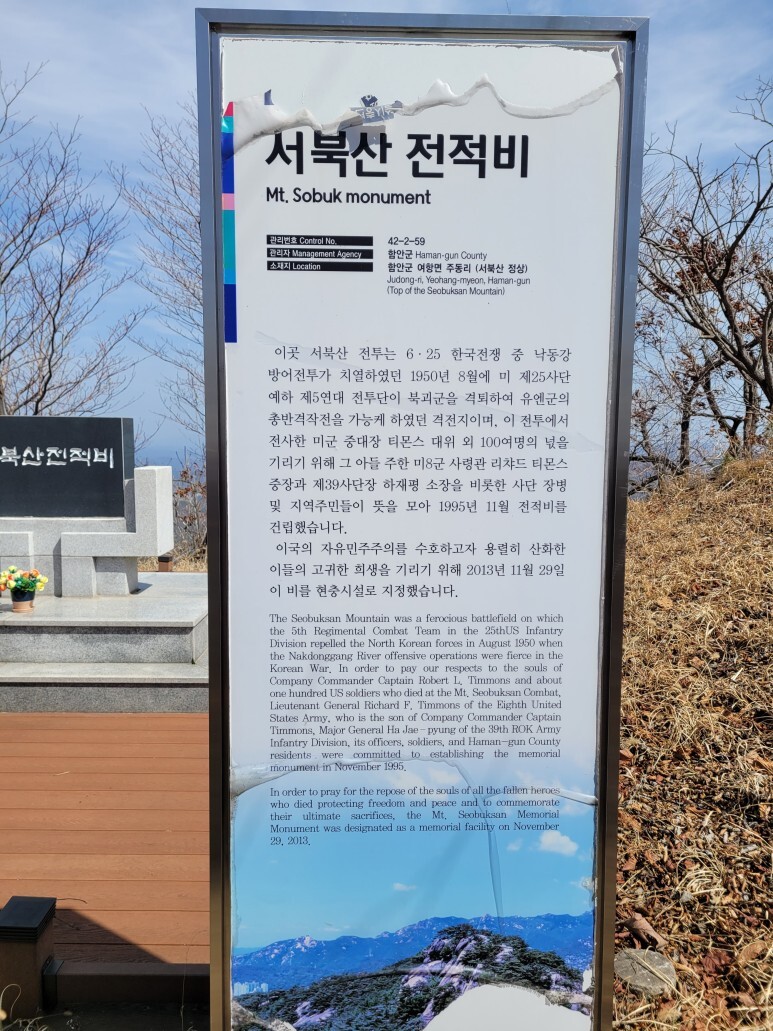 서북산 전적비
Mt. Sobuk monument
관리번호 Control No. 42-2-59
관리자 Management Agency 함안군 Haman-gun County
소재지 Location 함안군 여항면 주동리 (서북산 정상)
Judong-ri, Yeohang-myeon, Haman-gun
(Top of the Seobuksan Mountain)
이곳 서북산 전투는 6·25 한국전쟁 중 낙동강
방어전투가 치열하였던 1950년 8월에 미 제25사단
예하 제5연대 전투단이 북괴군을 격퇴하여 유엔군의
총반격작전을 가능케 하였던 격전지이며, 이 전투에서
전사한 미군 중대장 티몬스 대위 외 100여명의 넋을
기리기 위해 그 아들 주한 미8군 사령관 리챠드 티몬스
중장과 제39사단장 하재평 소장을 비롯한 사단 장병
및 지역주민들이 뜻을 모아 1995년 11월 전적비를
건립했습니다.
이국의 자유민주주의를 수호하고자 용렬히 산화한
이들의 고귀한 희생을 기리기 위해 2013년 11월 29일
이 비를 현충시설로 지정했습니다.
The Seobuksan Mountain was a ferocious battlefield on which
the 5th Regimental Combat Team in the 25thUS Infantry
Division repelled the North Korean forces in August 1950 when
the Nakdonggang River offensive operations were fierce in the
Korean War. In order to pay our respects to the souls of
Company Commander Captain Robert L. Timmons and about
one hundred US soldiers who died at the Mt. Seobuksan Combat,
Lieutenant General Richard F. Timmons of the Eighth United
States Army, who is the son of Company Commander Captain
Timmons, Major General Ha Jae-pyung of the 39th ROK Army
Infantry Division, its officers, soldiers, and Haman-gun County
residents were committed to establishing the memorial
monument in November 1995.
In order to pray for the repose of the souls of all the fallen heroes
who died protecting freedom and peace and to commemorate
their ultimate sacrifices, the Mt. Seobuksan Memorial
Monument was designated as a memorial facility on November
29, 2013.
북산전적비